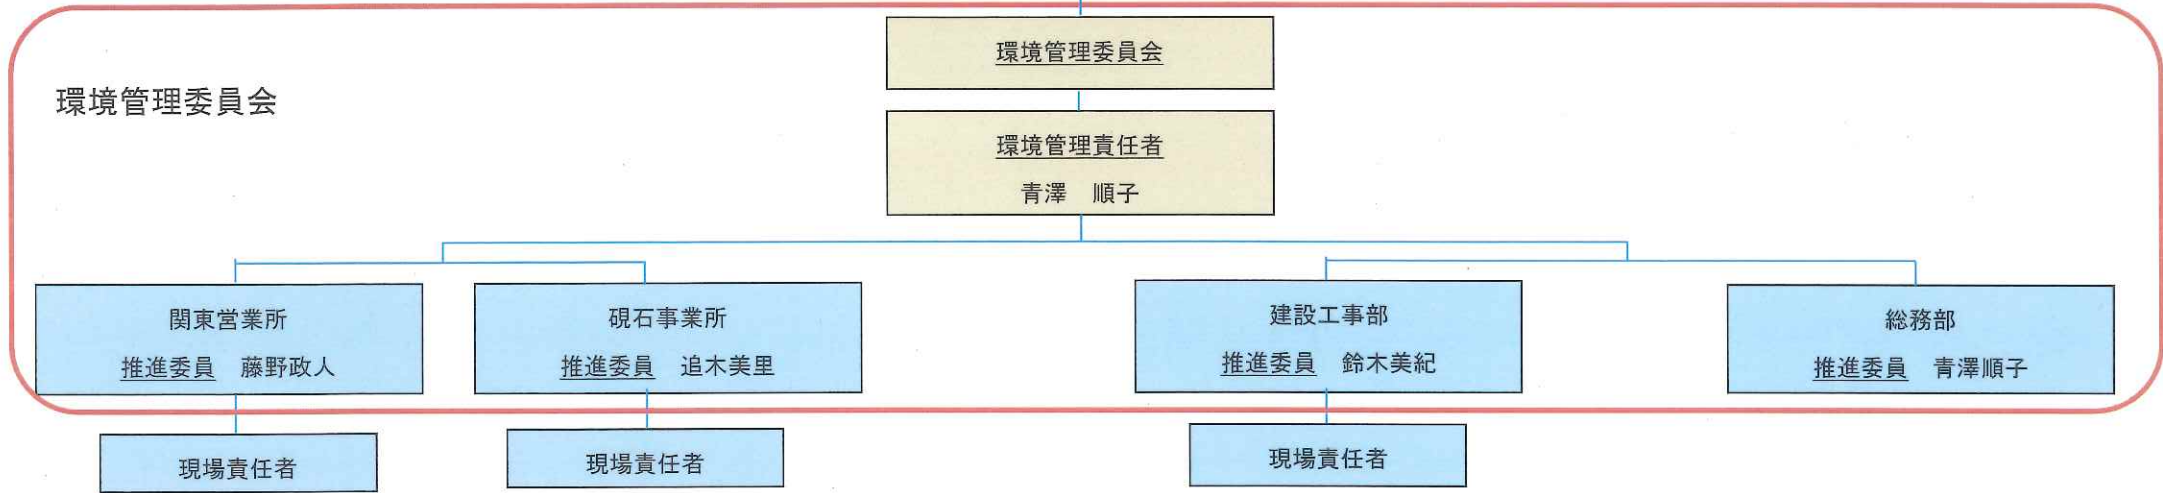 環境管理委員会
環境管理委員会
環境管理責任者
青澤　順子
関東営業所
推進委員　藤野政人
硯石事業所
推進委員　追木美里
建設工事部
推進委員　鈴木美紀
総務部
推進委員　青澤順子
現場責任者
現場責任者
現場責任者